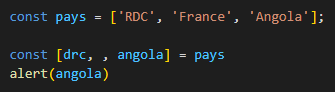 const pays = ['RDC', 'France', 'Angola'];
const [drc, , angola] = pays
alert(angola)